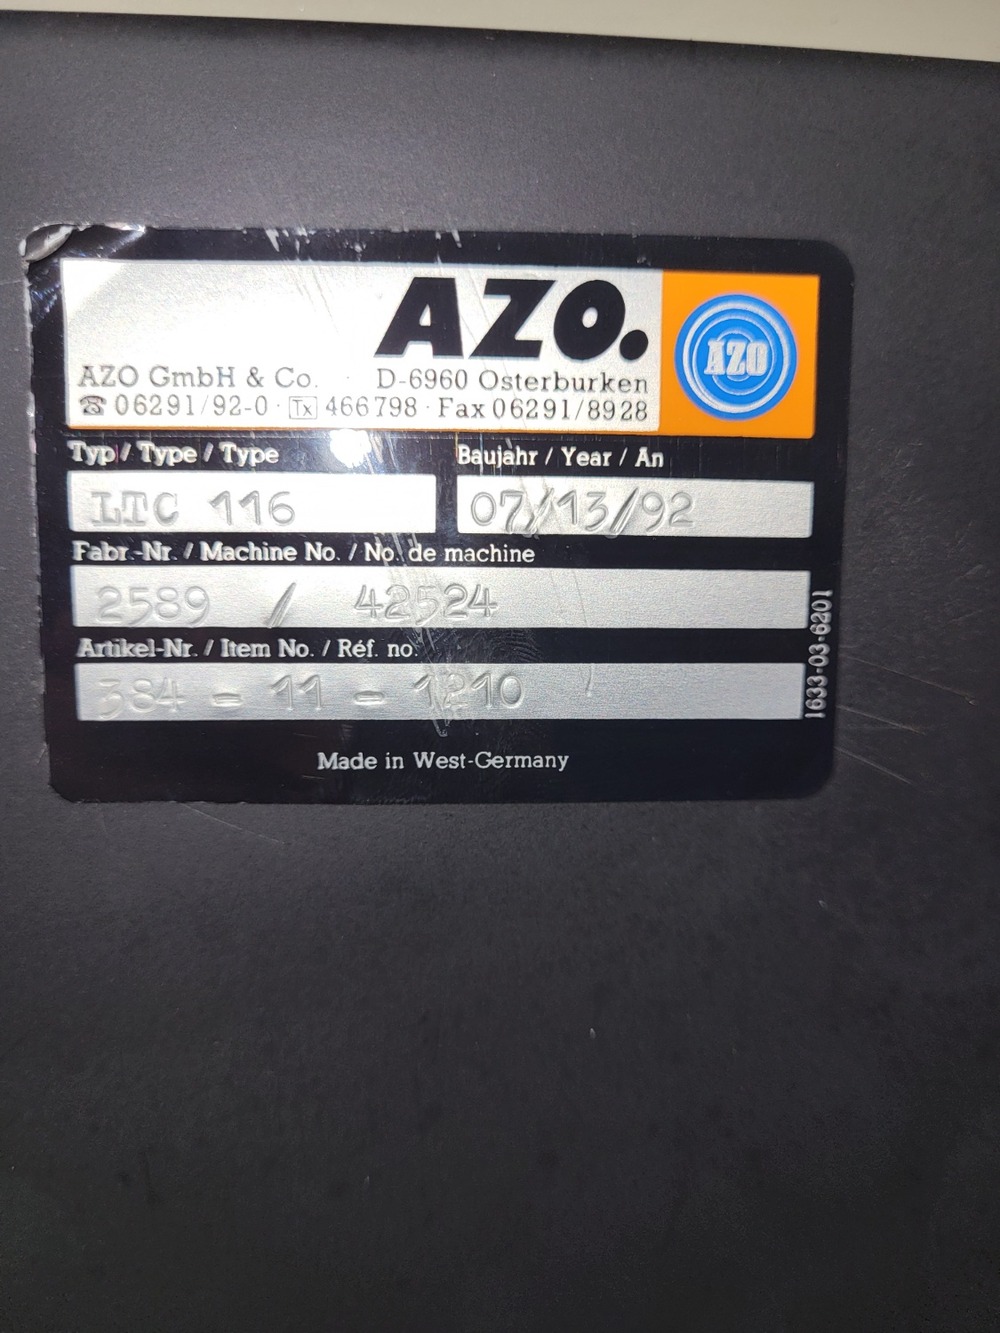 AZO.
AZO
AZO GmbH & Co. · D-6960 Osterburken
☎ 06291/92-0 · Tx 466798 · Fax 06291/8928
Typ / Type / Type
Baujahr / Year / An
LTC 116
07/13/92
Fabr.-Nr. / Machine No. / No. de machine
2589 / 42524
Artikel-Nr. / Item No. / Réf. no.
384 - 11 - 1210
1633-03-6201
Made in West-Germany